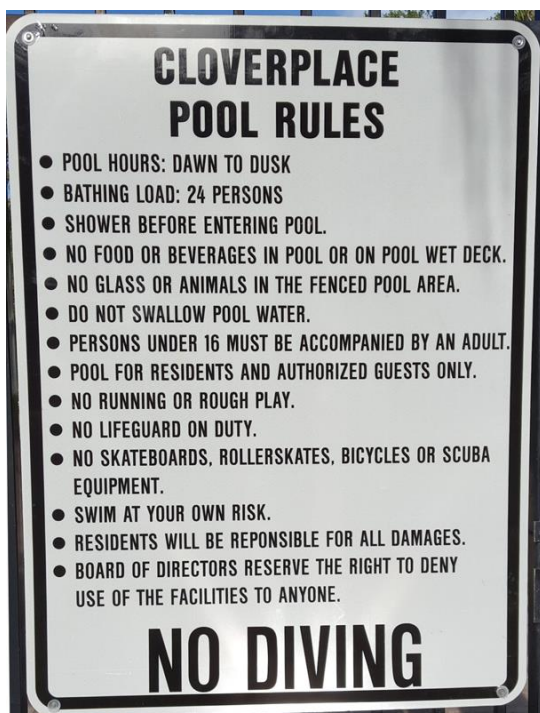 CLOVERPLACE
POOL RULES
● POOL HOURS: DAWN TO DUSK
● BATHING LOAD: 24 PERSONS
● SHOWER BEFORE ENTERING POOL.
● NO FOOD OR BEVERAGES IN POOL OR ON POOL WET DECK.
● NO GLASS OR ANIMALS IN THE FENCED POOL AREA.
● DO NOT SWALLOW POOL WATER.
● PERSONS UNDER 16 MUST BE ACCOMPANIED BY AN ADULT.
● POOL FOR RESIDENTS AND AUTHORIZED GUESTS ONLY.
● NO RUNNING OR ROUGH PLAY.
● NO LIFEGUARD ON DUTY.
● NO SKATEBOARDS, ROLLERSKATES, BICYCLES OR SCUBA
EQUIPMENT.
● SWIM AT YOUR OWN RISK.
● RESIDENTS WILL BE REPONSIBLE FOR ALL DAMAGES.
● BOARD OF DIRECTORS RESERVE THE RIGHT TO DENY
USE OF THE FACILITIES TO ANYONE.
NO DIVING